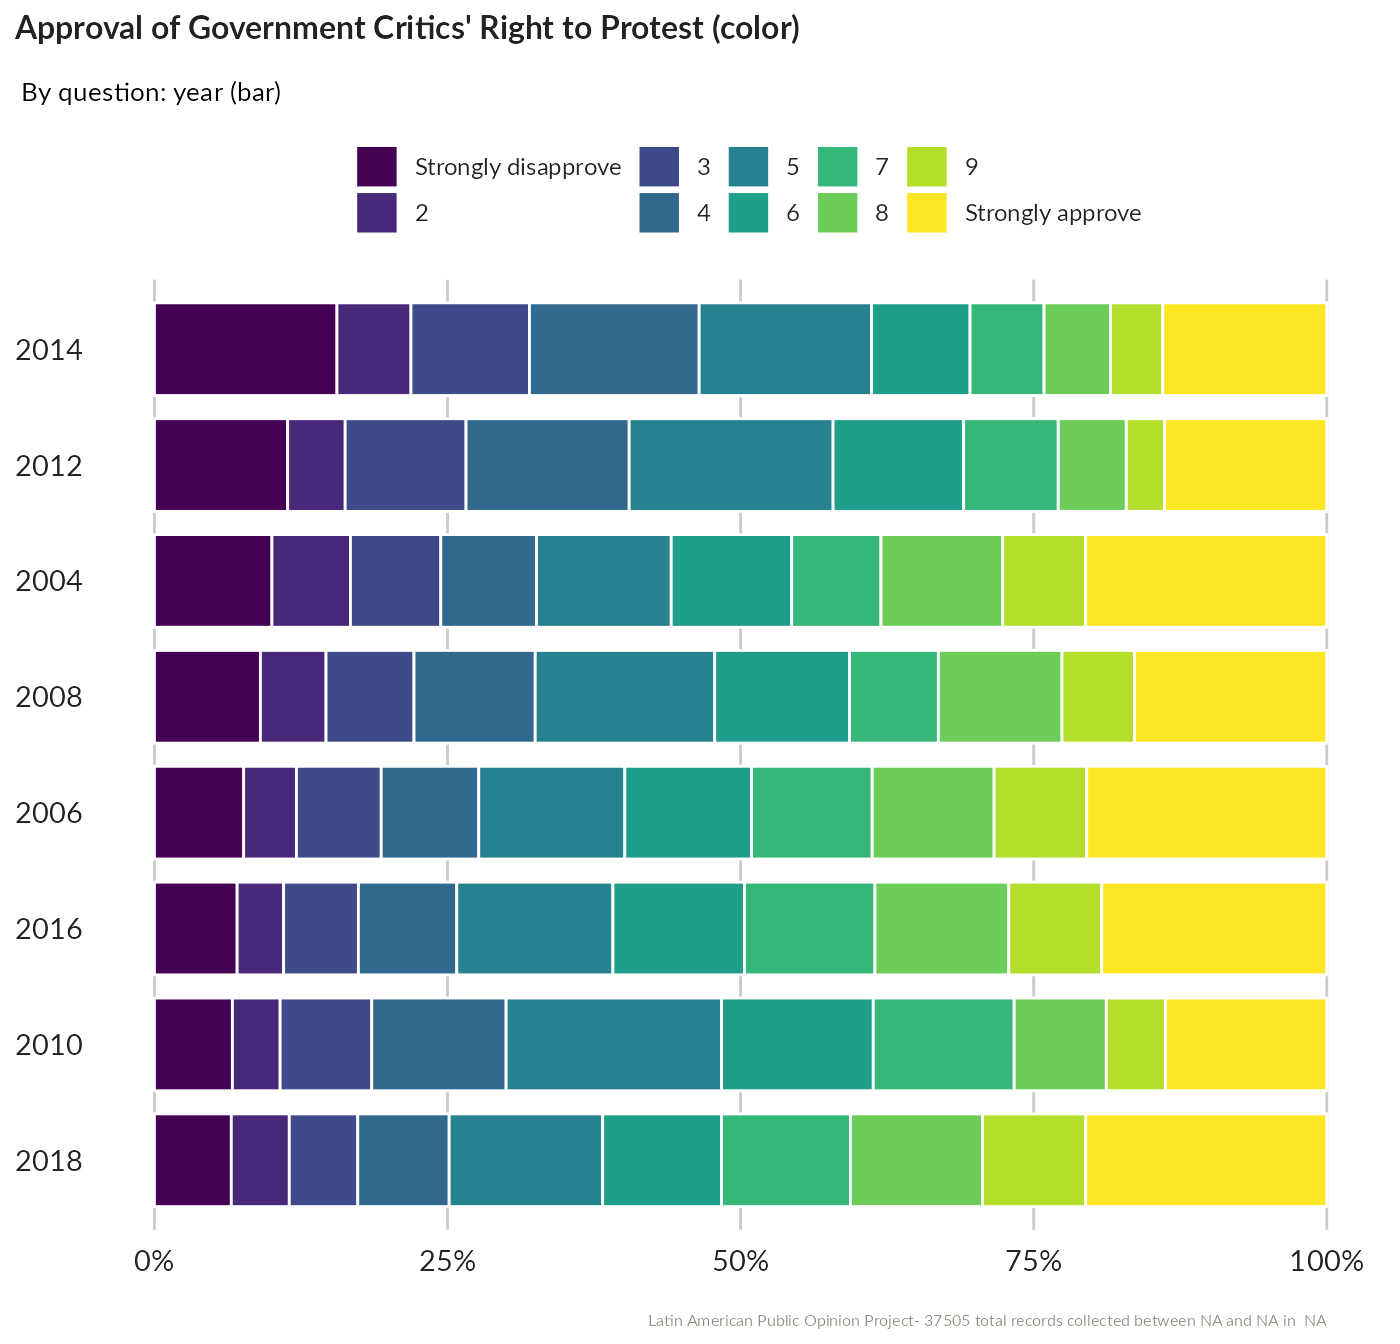 Approval of Government Critics' Right to Protest (color)
By question: year (bar)
Strongly disapprove 3 5 7 9
2 4 6 8 Strongly approve
2014
2012
2004
2008
2006
2016
2010
2018
0% 25% 50% 75% 100%
Latin American Public Opinion Project- 37505 total records collected between NA and NA in  NA